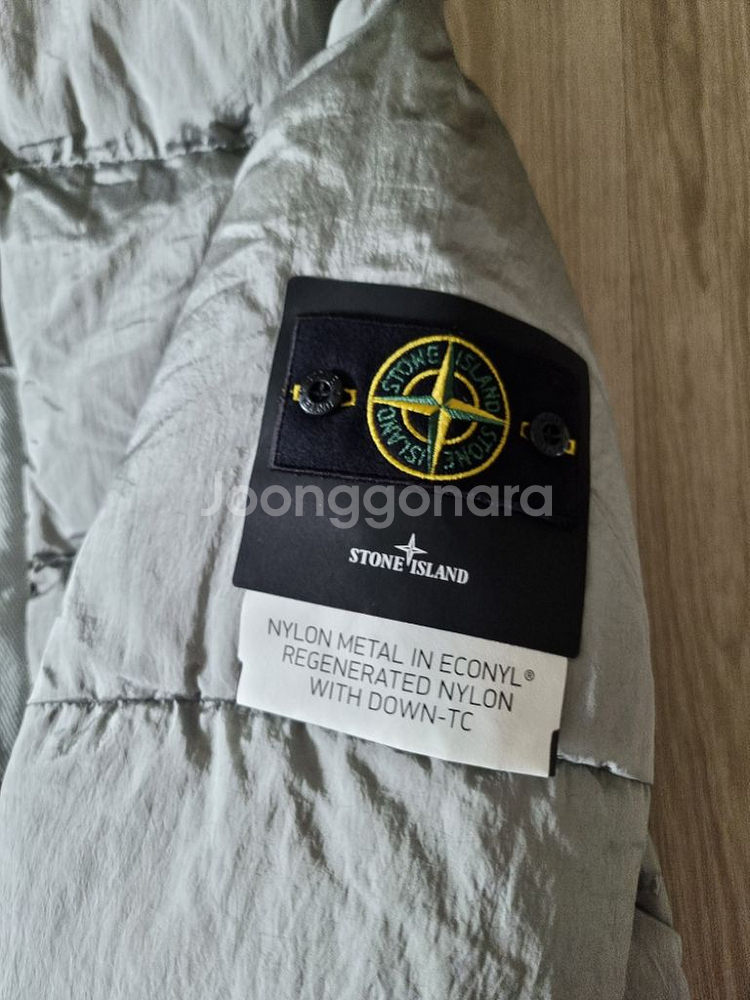 STONE ISLAND
STONE ISLAND
Joonggonara
STONE ISLAND
NYLON METAL IN ECONYL®
REGENERATED NYLON
WITH DOWN-TC